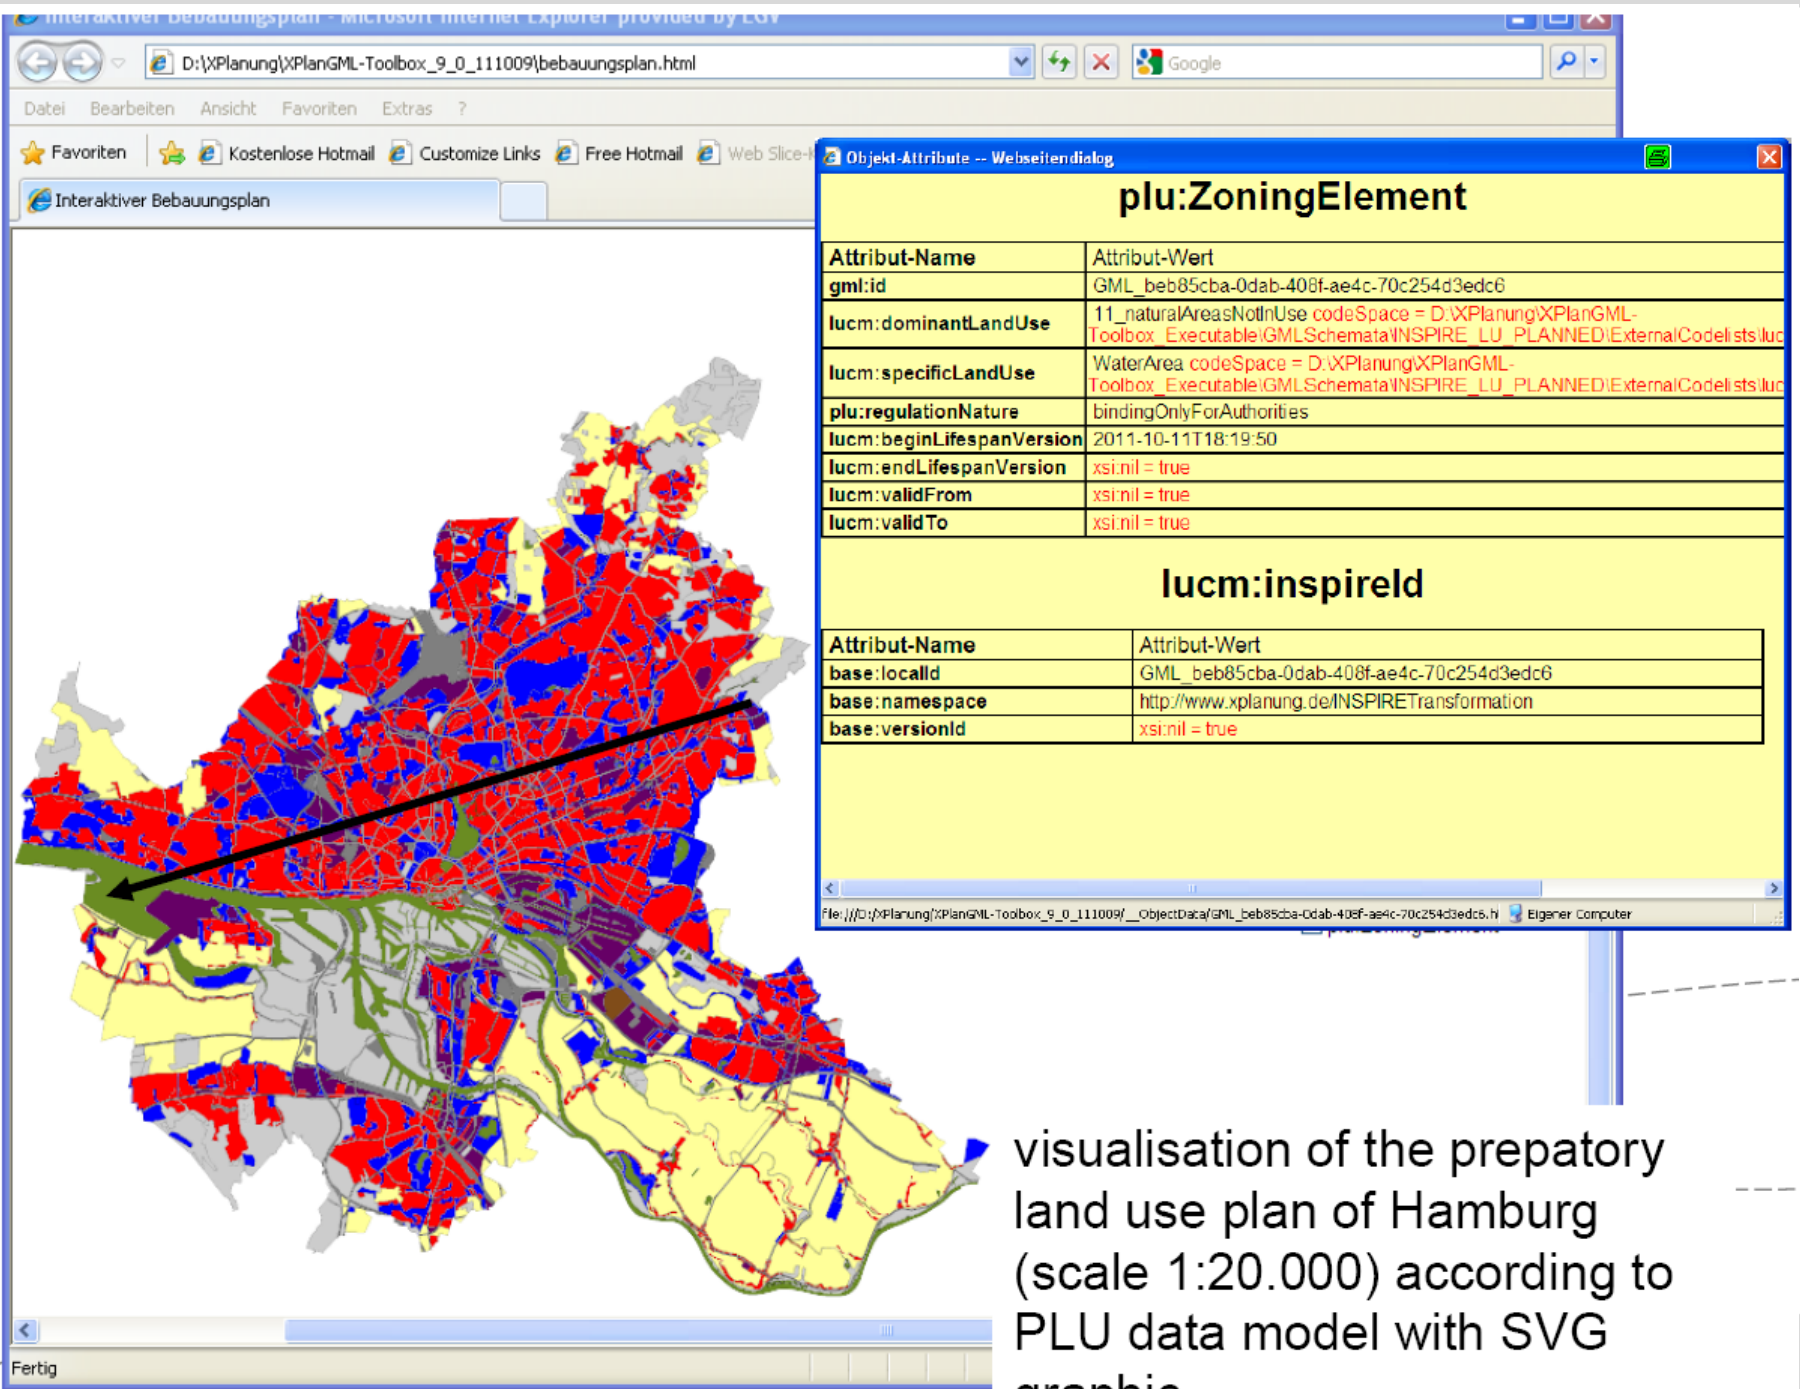 Interaktiver Bebauungsplan - Microsoft Internet Explorer provided by LGV
D:\XPlanung\XPlanGML-Toolbox_9_0_111009\bebauungsplan.html
Google
Datei Bearbeiten Ansicht Favoriten Extras ?
Favoriten Kostenlose Hotmail Customize Links Free Hotmail Web Slice-K
Interaktiver Bebauungsplan
Objekt-Attribute -- Webseitendialog
plu:ZoningElement
Attribut-Name Attribut-Wert
gml:id GML_beb85cba-0dab-408f-ae4c-70c254d3edc6
lucm:dominantLandUse 11_naturalAreasNotInUse codeSpace = D:\XPlanung\XPlanGML-
Toolbox_Executable\GMLSchemata\INSPIRE_LU_PLANNED\ExternalCodelists\luc
lucm:specificLandUse WaterArea codeSpace = D:\XPlanung\XPlanGML-
Toolbox_Executable\GMLSchemata\INSPIRE_LU_PLANNED\ExternalCodelists\luc
plu:regulationNature bindingOnlyForAuthorities
lucm:beginLifespanVersion 2011-10-11T18:19:50
lucm:endLifespanVersion xsi:nil = true
lucm:validFrom xsi:nil = true
lucm:validTo xsi:nil = true
lucm:inspireId
Attribut-Name Attribut-Wert
base:localId GML_beb85cba-0dab-408f-ae4c-70c254d3edc6
base:namespace http://www.xplanung.de/INSPIRETransformation
base:versionId xsi:nil = true
file:///D:/XPlanung/XPlanGML-Toolbox_9_0_111009/__ObjectData/GML_beb85cba-0dab-408f-ae4c-70c254d3edc6.h Eigener Computer
plu:ZoningElement
visualisation of the prepatory
land use plan of Hamburg
(scale 1:20.000) according to
PLU data model with SVG
graphic
Fertig